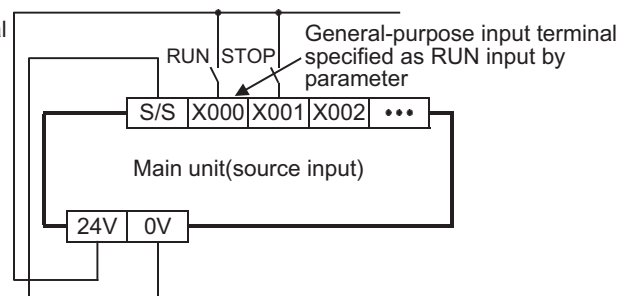 al
General-purpose input terminal
RUN STOP
specified as RUN input by
parameter
S/S X000 X001 X002 •••
Main unit(source input)
24V 0V